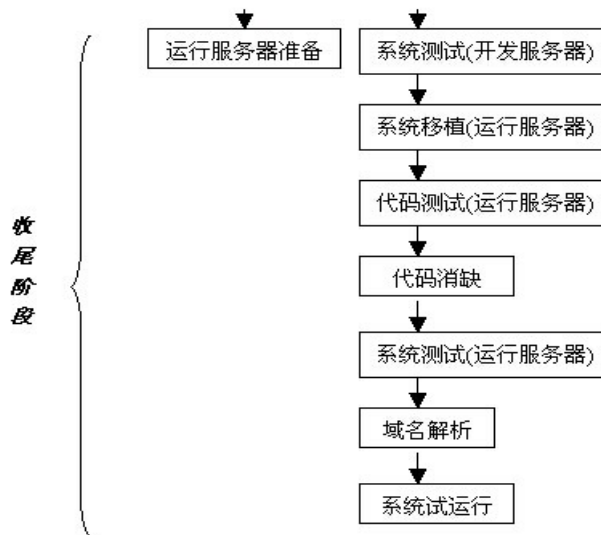 运行服务器准备
系统测试(开发服务器)
系统移植(运行服务器)
代码测试(运行服务器)
收尾阶段
代码消缺
系统测试(运行服务器)
域名解析
系统试运行